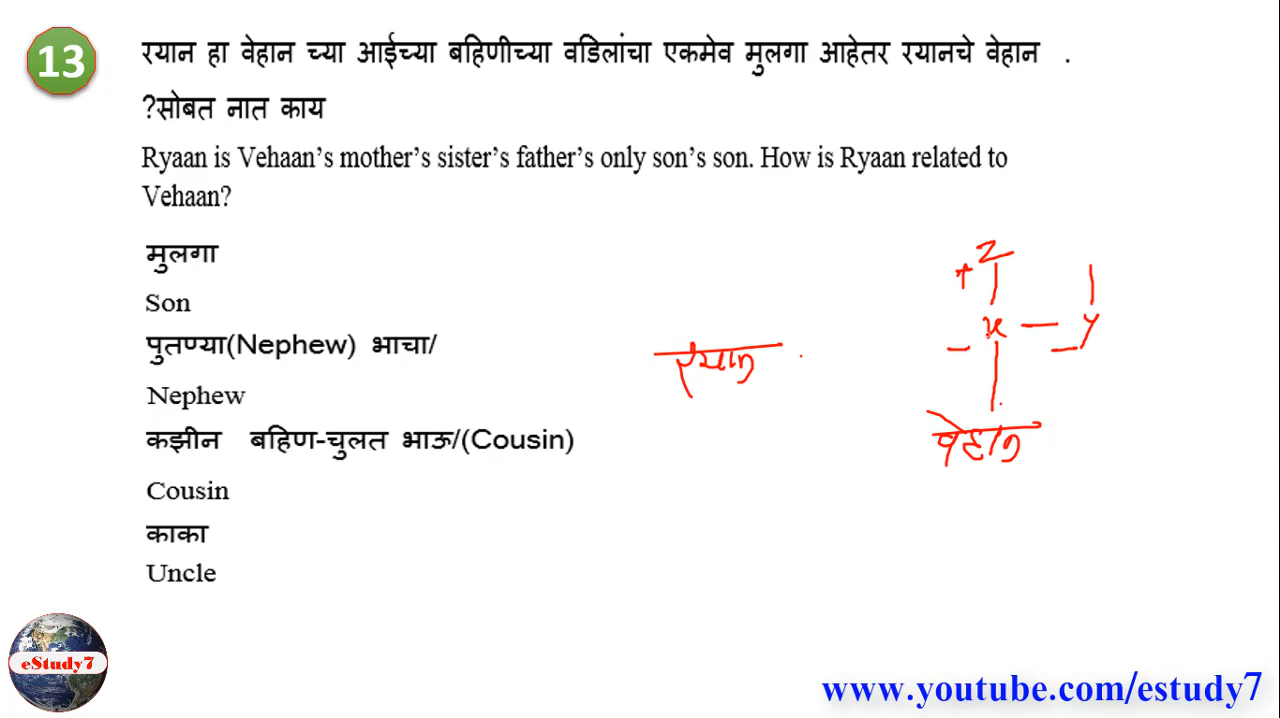 13
रयान हा वेहान च्या आईच्या बहिणीच्या वडिलांचा एकमेव मुलगा आहेतर रयानचे वेहान .
?सोबत नात काय
Ryaan is Vehaan’s mother’s sister’s father’s only son’s son. How is Ryaan related to
Vehaan?
मुलगा
Son
पुतण्या(Nephew) भाचा/
Nephew
कझीन बहिण-चुलत भाऊ/(Cousin)
Cousin
काका
Uncle
+ Z
x — y
- -
रयान
वेहान
eStudy7
www.youtube.com/estudy7